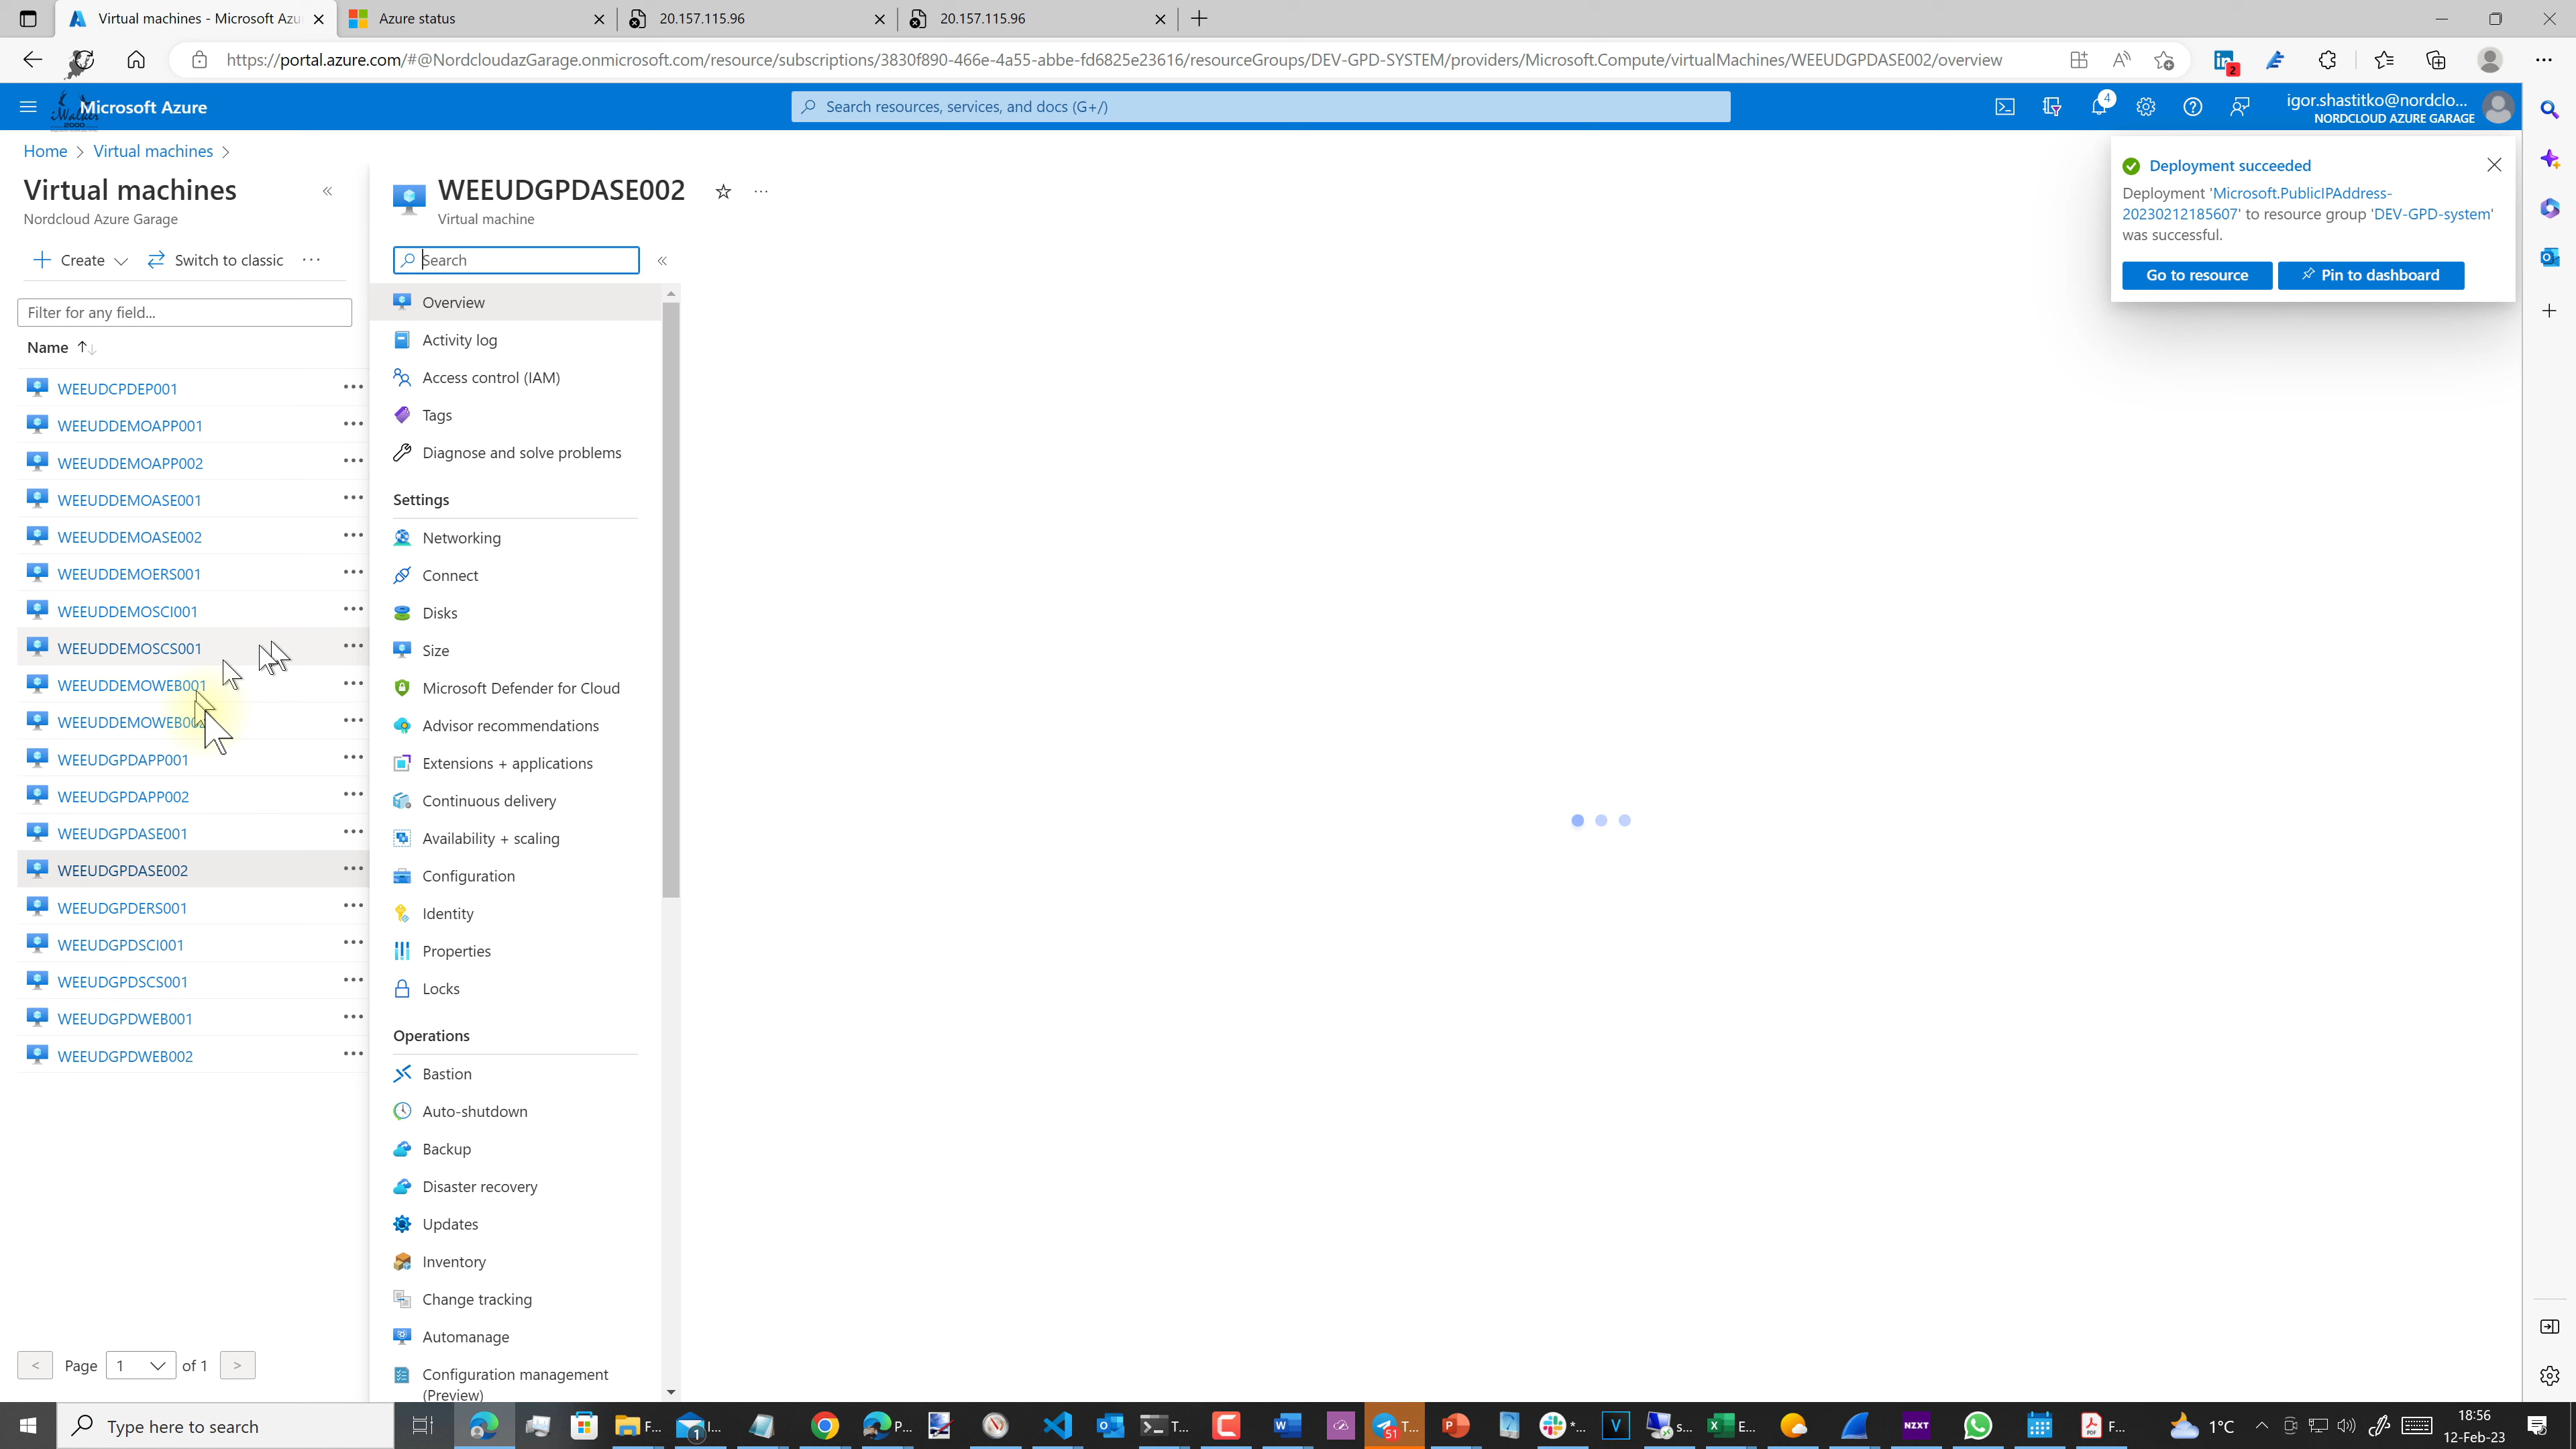 Virtual machines - Microsoft Azu
Azure status
20.157.115.96
20.157.115.96
https://portal.azure.com/#@NordcloudazGarage.onmicrosoft.com/resource/subscriptions/3830f890-466e-4a55-abbe-fd6825e23616/resourceGroups/DEV-GPD-SYSTEM/providers/Microsoft.Compute/virtualMachines/WEEUDGPDASE002/overview
2
iWalker
2000
Microsoft Azure
Search resources, services, and docs (G+/)
4
igor.shastitko@nordclo...
NORDCLOUD AZURE GARAGE
Home > Virtual machines >
Virtual machines
Nordcloud Azure Garage
Create
Switch to classic
Filter for any field...
Name
WEEUDCPDEP001
WEEUDDEMOAPP001
WEEUDDEMOAPP002
WEEUDDEMOASE001
WEEUDDEMOASE002
WEEUDDEMOERS001
WEEUDDEMOSCI001
WEEUDDEMOSCS001
WEEUDDEMOWEB001
WEEUDDEMOWEB002
WEEUDGPDAPP001
WEEUDGPDAPP002
WEEUDGPDASE001
WEEUDGPDASE002
WEEUDGPDERS001
WEEUDGPDSCI001
WEEUDGPDSCS001
WEEUDGPDWEB001
WEEUDGPDWEB002
< Page 1 of 1 >
WEEUDGPDASE002
Virtual machine
Search
Overview
Activity log
Access control (IAM)
Tags
Diagnose and solve problems
Settings
Networking
Connect
Disks
Size
Microsoft Defender for Cloud
Advisor recommendations
Extensions + applications
Continuous delivery
Availability + scaling
Configuration
Identity
Properties
Locks
Operations
Bastion
Auto-shutdown
Backup
Disaster recovery
Updates
Inventory
Change tracking
Automanage
Configuration management
(Preview)
Deployment succeeded
Deployment 'Microsoft.PublicIPAddress-
20230212185607' to resource group 'DEV-GPD-system'
was successful.
Go to resource
Pin to dashboard
Type here to search
F...
1
I...
P...
T...
51
T...
*...
V
s...
E...
NZXT
F...
1°C
18:56
12-Feb-23